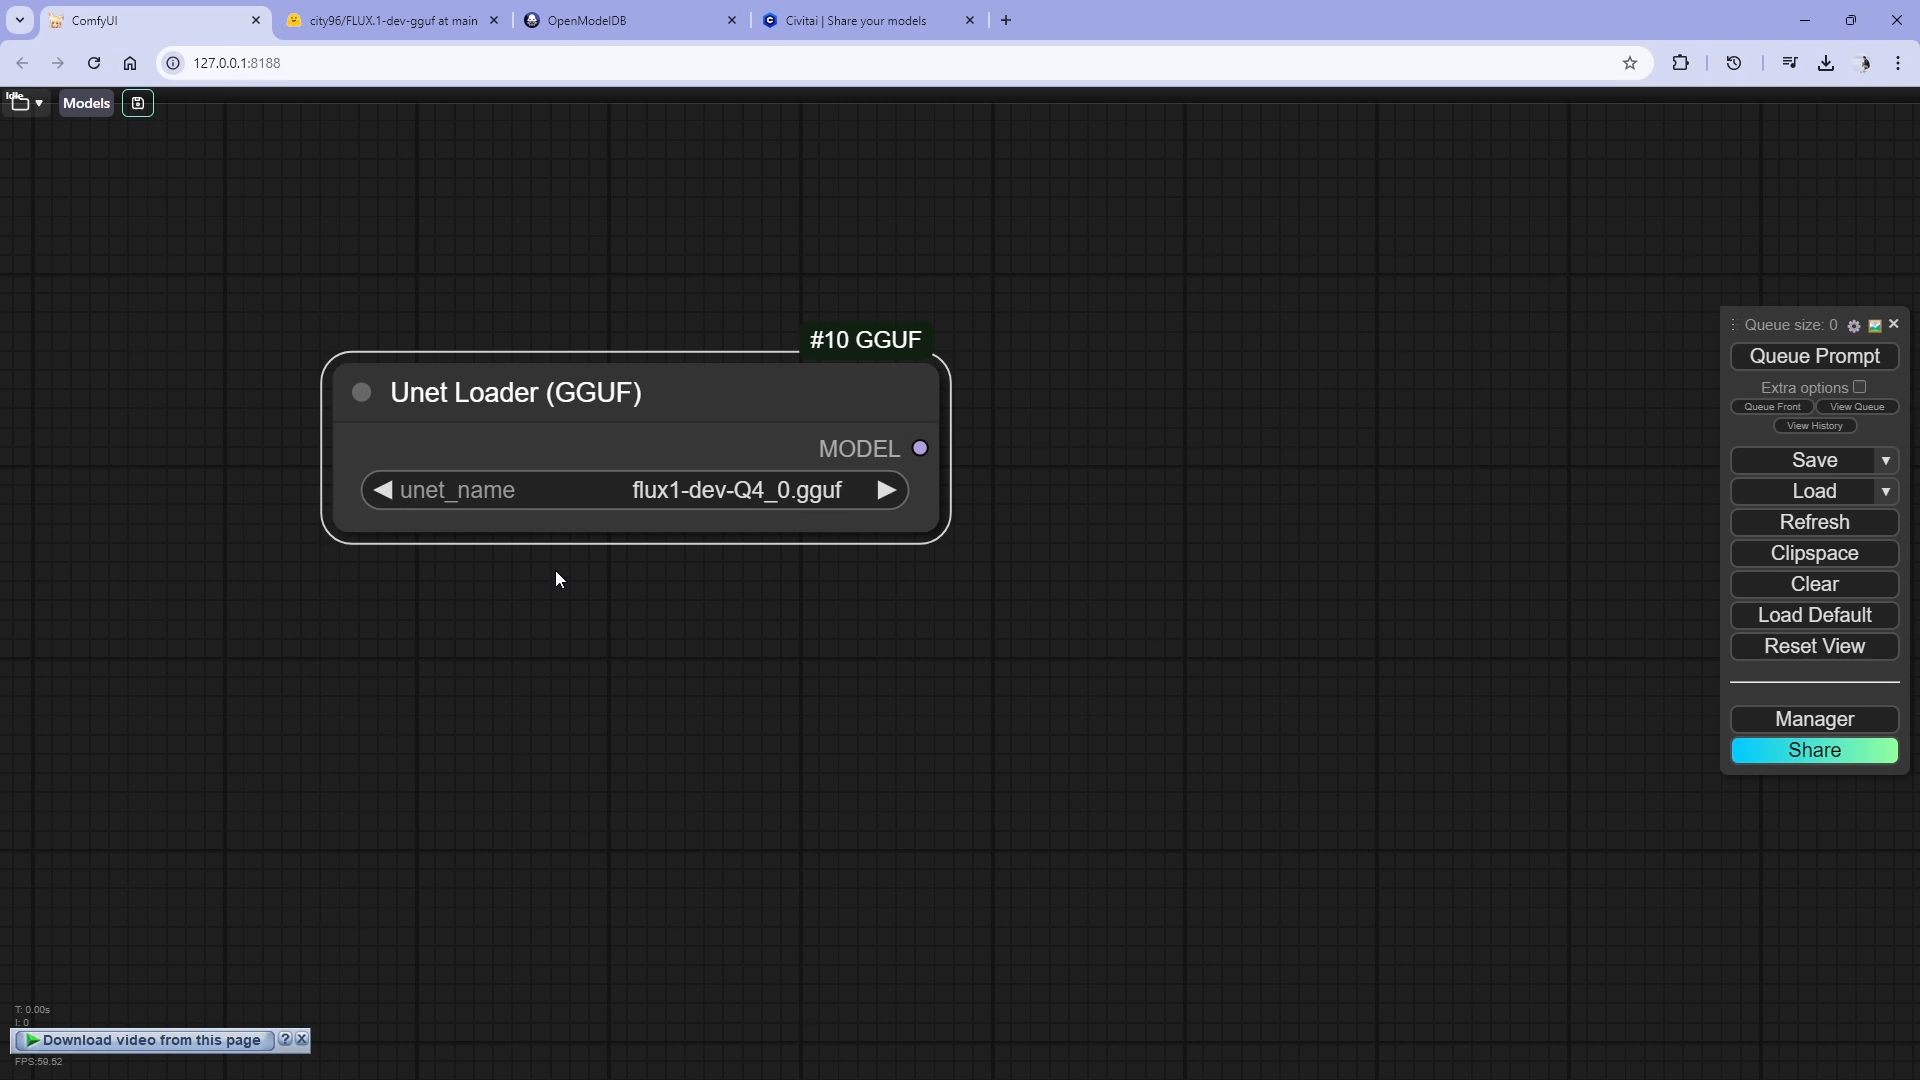 ComfyUI
city96/FLUX.1-dev-gguf at main
OpenModelDB
Civitai | Share your models
127.0.0.1:8188
Idle
Models
#10 GGUF
Unet Loader (GGUF)
MODEL
unet_name flux1-dev-Q4_0.gguf
Queue size: 0
Queue Prompt
Extra options
Queue Front
View Queue
View History
Save
Load
Refresh
Clipspace
Clear
Load Default
Reset View
Manager
Share
T: 0.00s
I: 0
Download video from this page
FPS:59.52